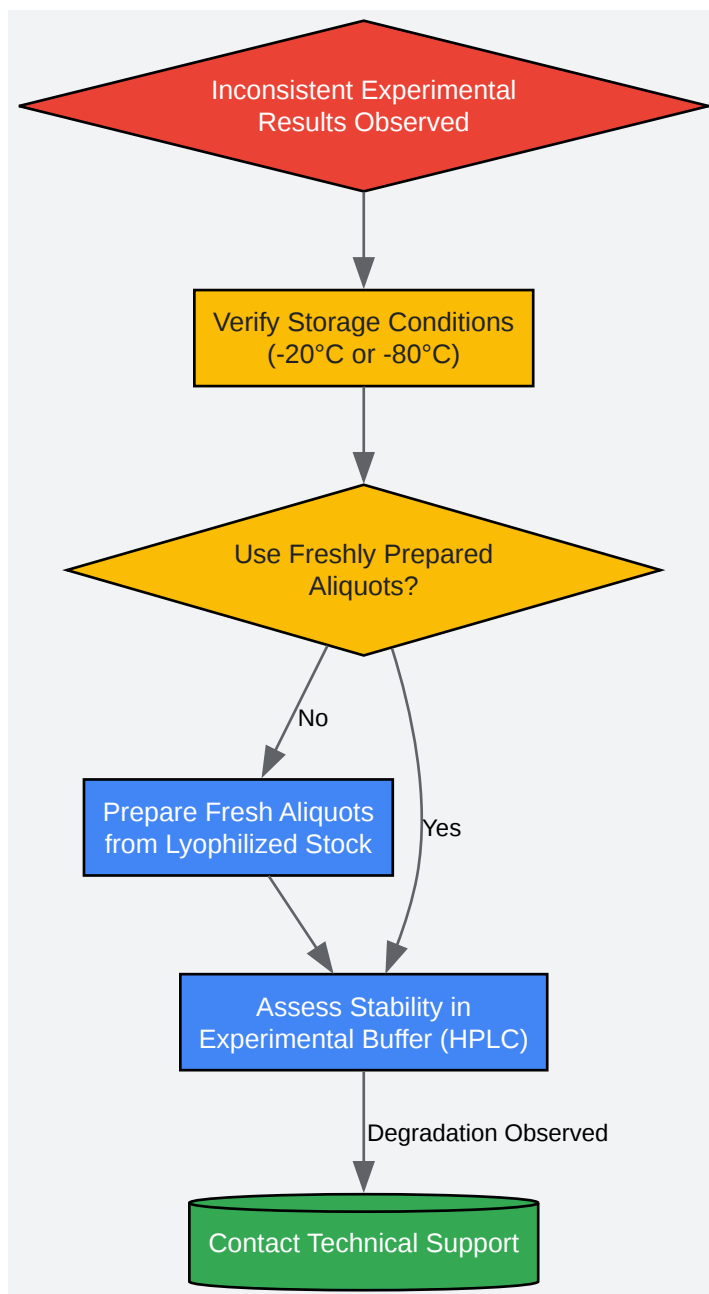 Inconsistent Experimental
Results Observed
Verify Storage Conditions
(-20°C or -80°C)
Use Freshly Prepared
Aliquots?
No
Prepare Fresh Aliquots
from Lyophilized Stock
Yes
Assess Stability in
Experimental Buffer (HPLC)
Degradation Observed
Contact Technical Support